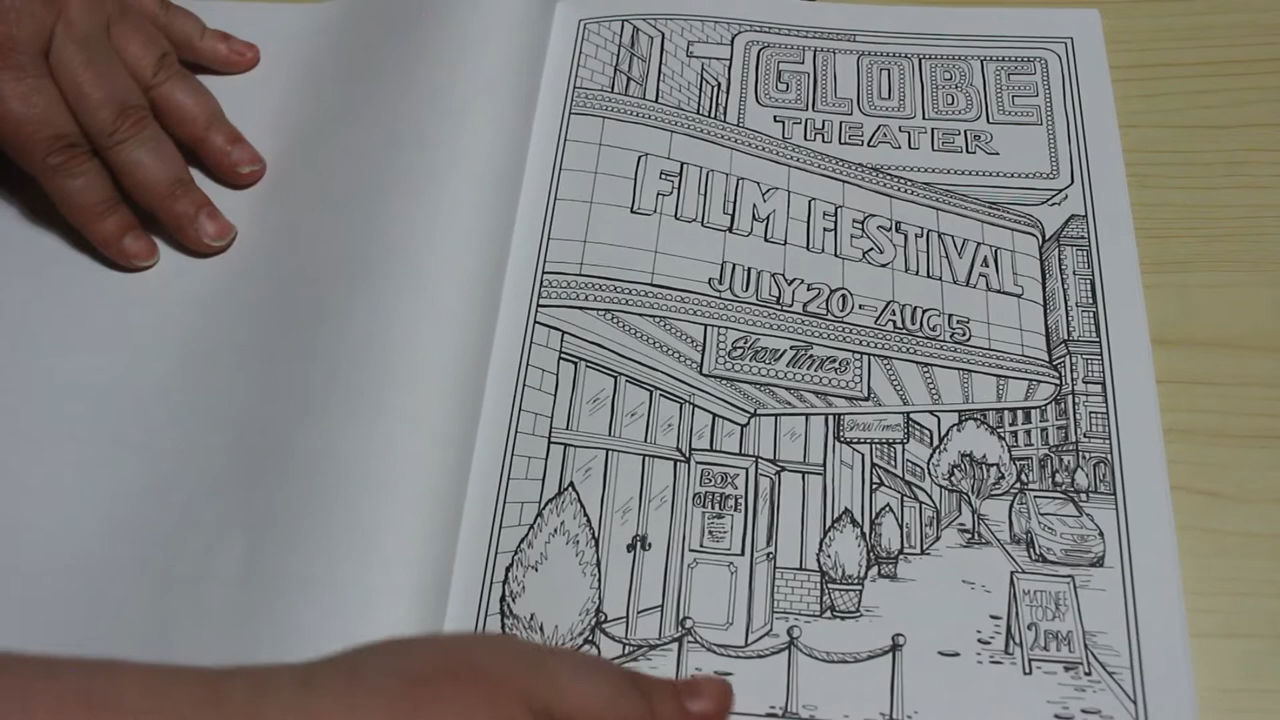 GLOBE
THEATER
FILM FESTIVAL
JULY 20 - AUG 5
Show Times
Show Times
BOX
OFFICE
MATINEE
TODAY
2PM